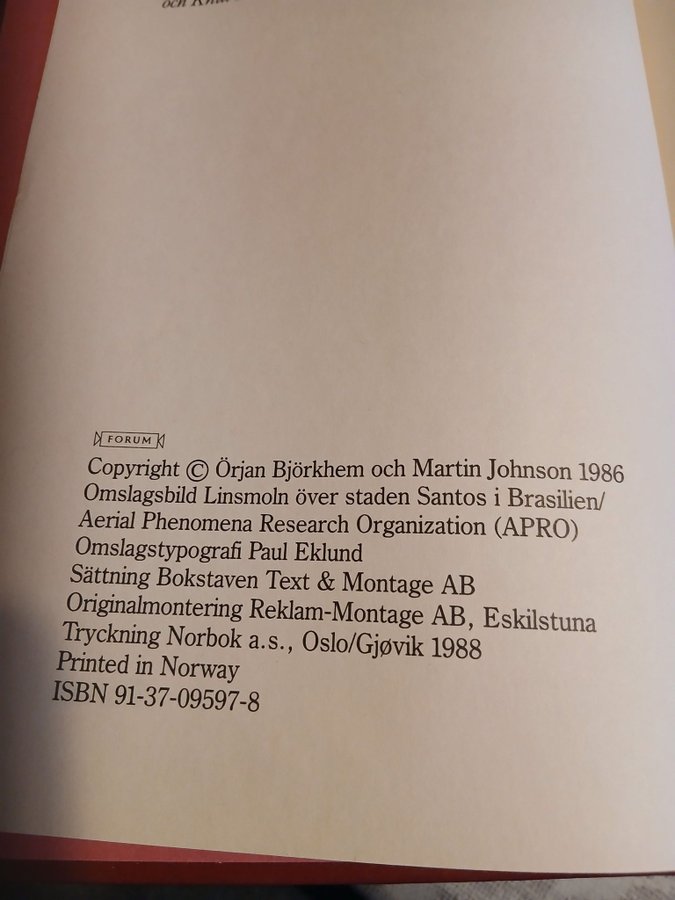 och
FORUM
Copyright © Örjan Björkhem och Martin Johnson 1986
Omslagsbild Linsmoln över staden Santos i Brasilien/
Aerial Phenomena Research Organization (APRO)
Omslagstypografi Paul Eklund
Sättning Bokstaven Text & Montage AB
Originalmontering Reklam-Montage AB, Eskilstuna
Tryckning Norbok a.s., Oslo/Gjøvik 1988
Printed in Norway
ISBN 91-37-09597-8